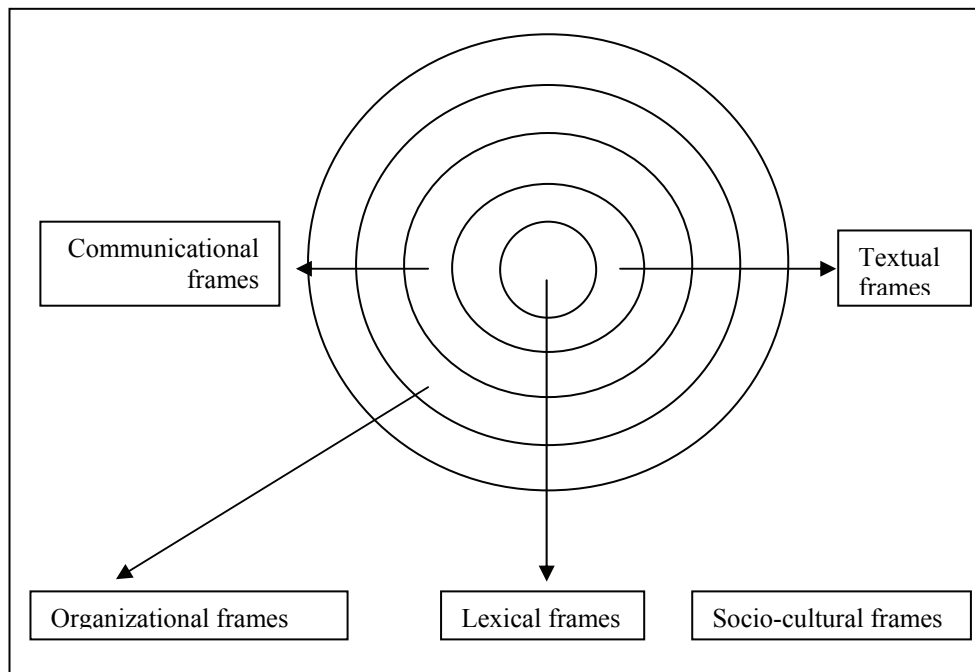 Communicational
frames
Textual
frames
Organizational frames
Lexical frames
Socio-cultural frames